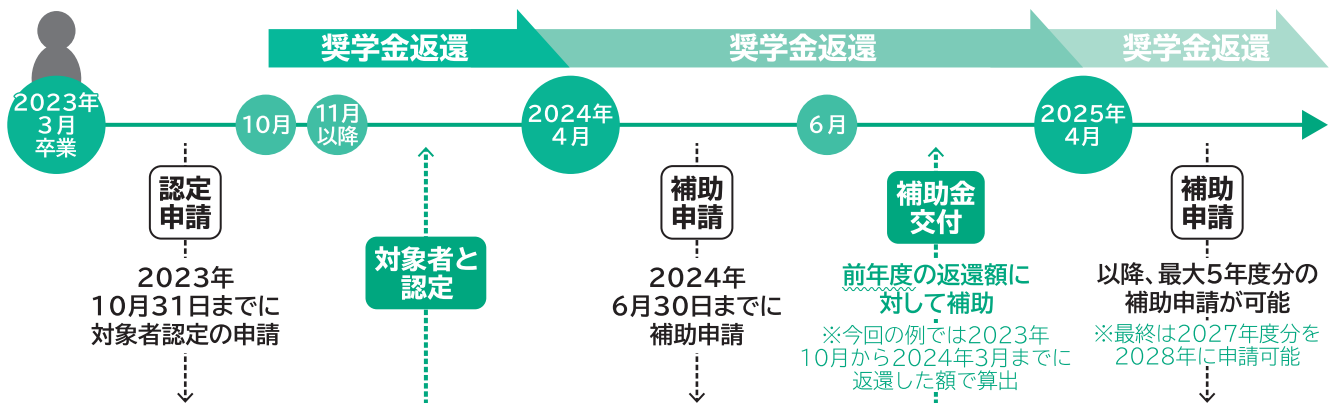 奨学金返還
奨学金返還
奨学金返還
2023年
3月
卒業
10月
11月
以降
2024年
4月
6月
2025年
4月
認定
申請
2023年
10月31日までに
対象者認定の申請
対象者と
認定
補助
申請
2024年
6月30日までに
補助申請
補助金
交付
前年度の返還額に
対して補助
※今回の例では2023年
10月から2024年3月までに
返還した額で算出
補助
申請
以降、最大5年度分の
補助申請が可能
※最終は2027年度分を
2028年に申請可能